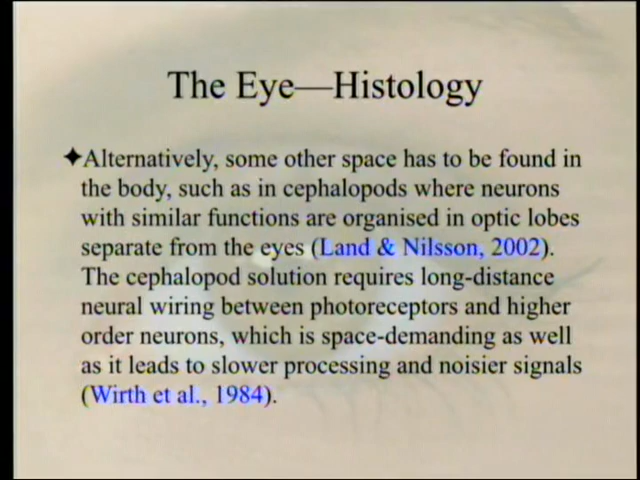 The Eye—Histology
✦Alternatively, some other space has to be found in
the body, such as in cephalopods where neurons
with similar functions are organised in optic lobes
separate from the eyes (Land & Nilsson, 2002).
The cephalopod solution requires long-distance
neural wiring between photoreceptors and higher
order neurons, which is space-demanding as well
as it leads to slower processing and noisier signals
(Wirth et al., 1984).